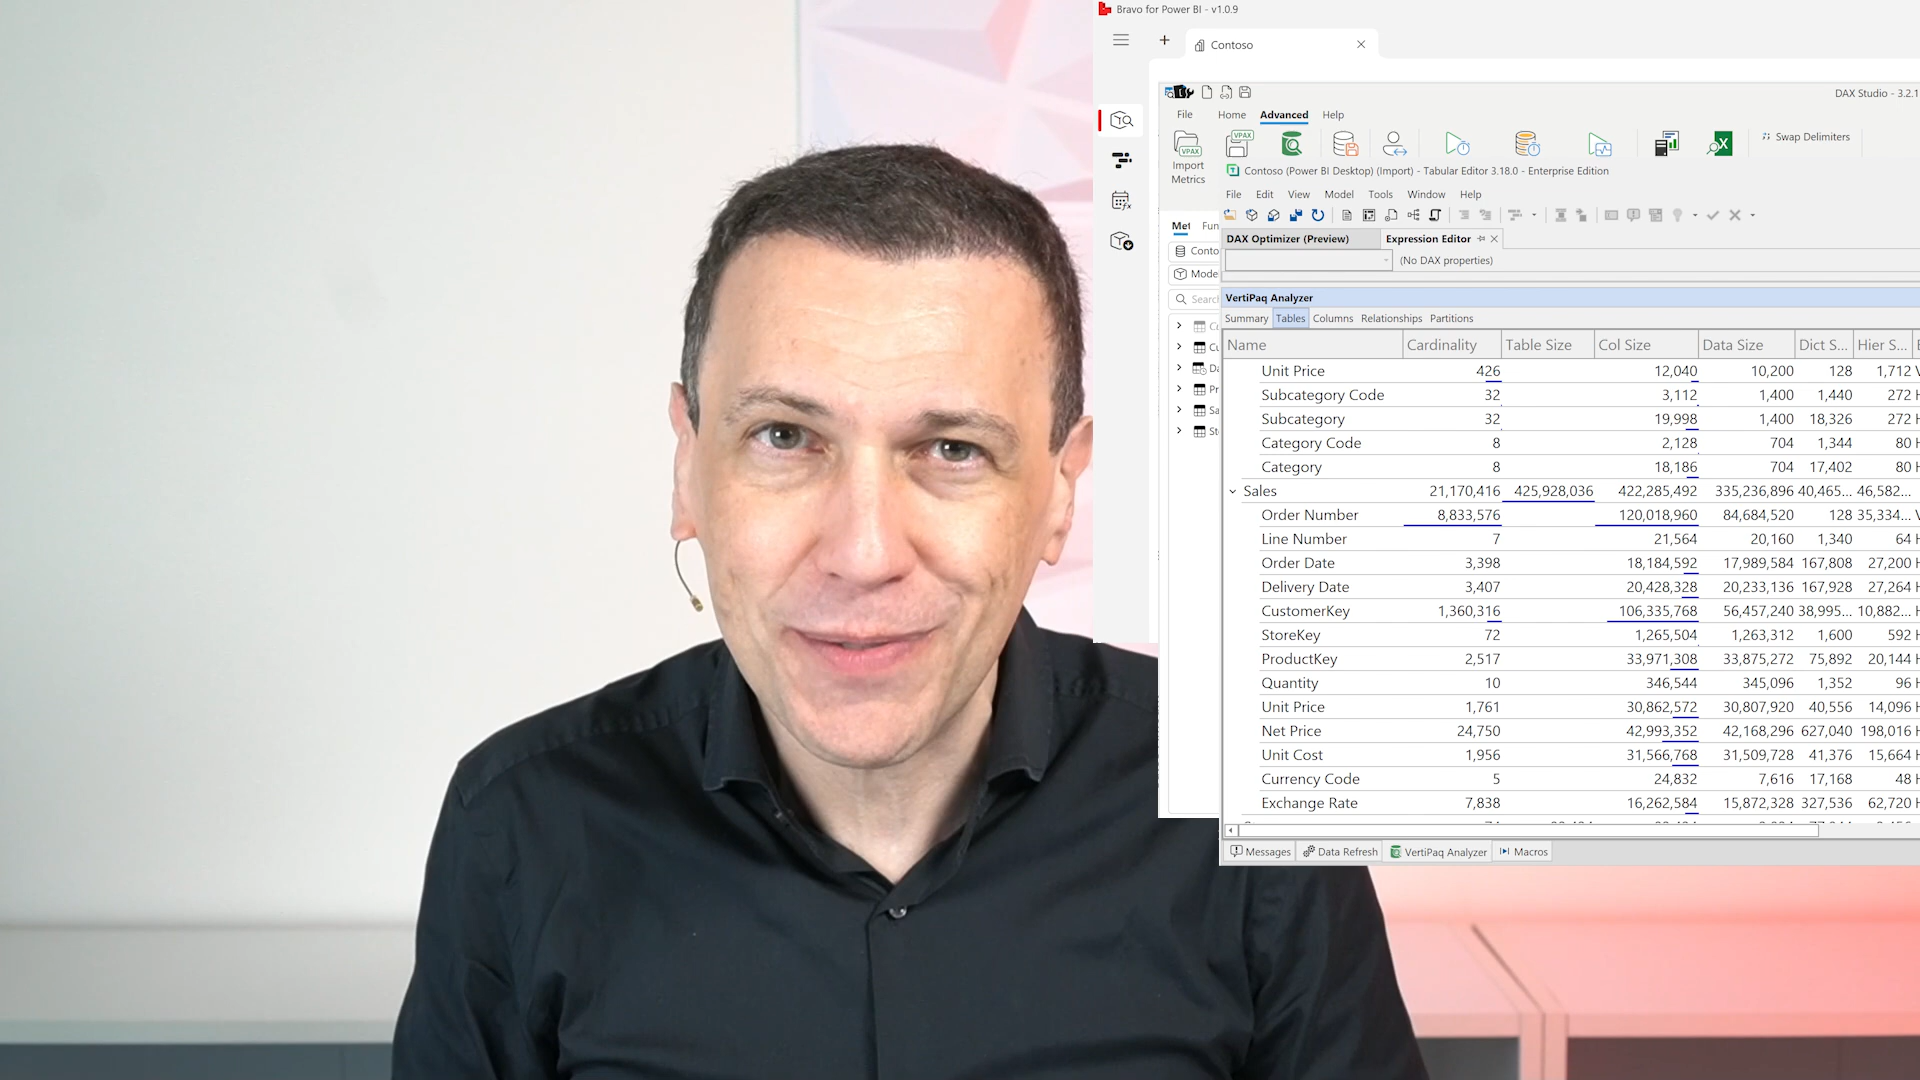 Bravo for Power BI - v1.0.9
Contoso
DAX Studio - 3.2.1
File Home Advanced Help
VPAX VPAX
Import Metrics
Swap Delimiters
Contoso (Power BI Desktop) (Import) - Tabular Editor 3.18.0 - Enterprise Edition
File Edit View Model Tools Window Help
Met Fun
DAX Optimizer (Preview) Expression Editor
Conto
(No DAX properties)
Mode
Searc
VertiPaq Analyzer
Summary Tables Columns Relationships Partitions
Name Cardinality Table Size Col Size Data Size Dict S... Hier S...
Unit Price 426 12,040 10,200 128 1,712
Subcategory Code 32 3,112 1,400 1,440 272 H
Subcategory 32 19,998 1,400 18,326 272 H
Category Code 8 2,128 704 1,344 80 H
Category 8 18,186 704 17,402 80 H
Sales 21,170,416 425,928,036 422,285,492 335,236,896 40,465... 46,582...
Order Number 8,833,576 120,018,960 84,684,520 128 35,334...
Line Number 7 21,564 20,160 1,340 64 H
Order Date 3,398 18,184,592 17,989,584 167,808 27,200 H
Delivery Date 3,407 20,428,328 20,233,136 167,928 27,264 H
CustomerKey 1,360,316 106,335,768 56,457,240 38,995... 10,882... H
StoreKey 72 1,265,504 1,263,312 1,600 592 H
ProductKey 2,517 33,971,308 33,875,272 75,892 20,144 H
Quantity 10 346,544 345,096 1,352 96 H
Unit Price 1,761 30,862,572 30,807,920 40,556 14,096 H
Net Price 24,750 42,993,352 42,168,296 627,040 198,016 H
Unit Cost 1,956 31,566,768 31,509,728 41,376 15,664 H
Currency Code 5 24,832 7,616 17,168 48 H
Exchange Rate 7,838 16,262,584 15,872,328 327,536 62,720 H
Messages Data Refresh VertiPaq Analyzer Macros